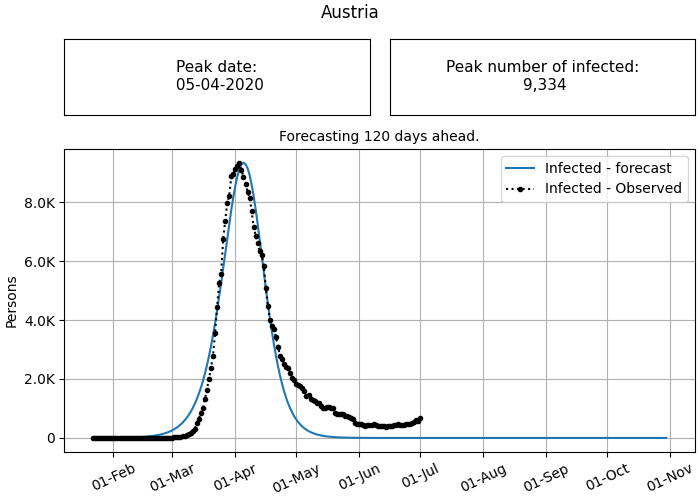 Austria
Peak date:
05-04-2020
Peak number of infected:
9,334
Forecasting 120 days ahead.
Infected - forecast
Infected - Observed
Persons
8.0K
6.0K
4.0K
2.0K
0
01-Feb
01-Mar
01-Apr
01-May
01-Jun
01-Jul
01-Aug
01-Sep
01-Oct
01-Nov